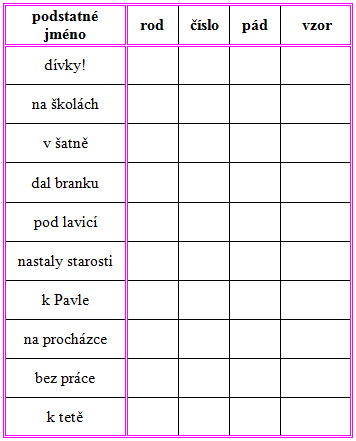 podstatné
jméno
rod
číslo
pád
vzor
dívky!
na školách
v šatně
dal branku
pod lavicí
nastaly starosti
k Pavle
na procházce
bez práce
k tetě